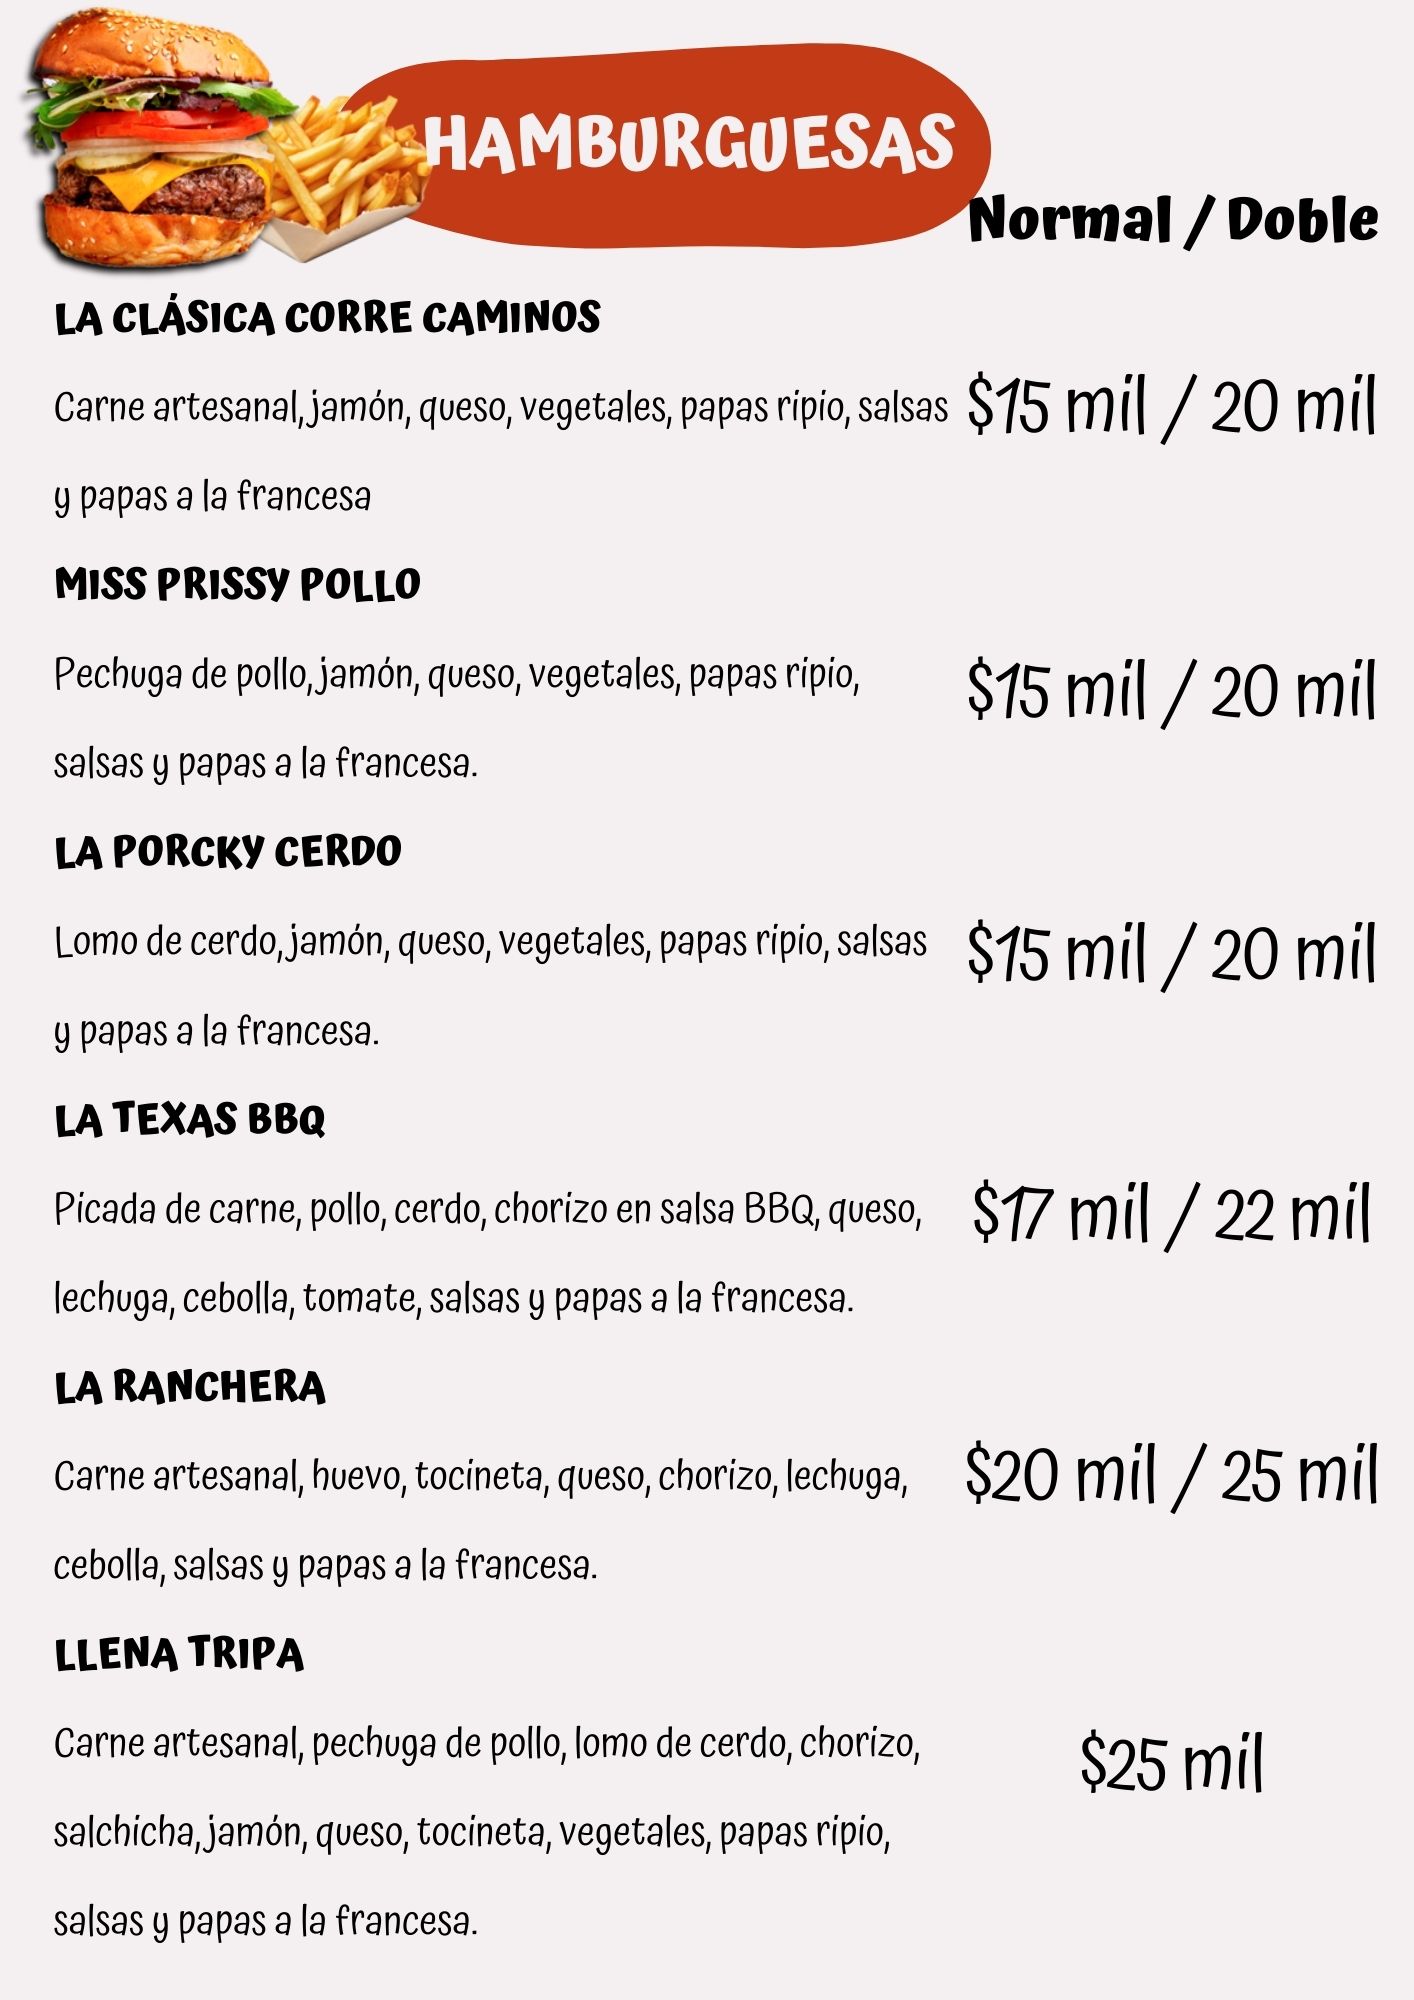 HAMBURGUESAS
Normal / Doble
LA CLÁSICA CORRE CAMINOS
Carne artesanal, jamón, queso, vegetales, papas ripio, salsas
y papas a la francesa
$15 mil / 20 mil
MISS PRISSY POLLO
Pechuga de pollo, jamón, queso, vegetales, papas ripio,
salsas y papas a la francesa.
$15 mil / 20 mil
LA PORCKY CERDO
Lomo de cerdo, jamón, queso, vegetales, papas ripio, salsas
y papas a la francesa.
$15 mil / 20 mil
LA TEXAS BBQ
Picada de carne, pollo, cerdo, chorizo en salsa BBQ, queso,
lechuga, cebolla, tomate, salsas y papas a la francesa.
$17 mil / 22 mil
LA RANCHERA
Carne artesanal, huevo, tocineta, queso, chorizo, lechuga,
cebolla, salsas y papas a la francesa.
$20 mil / 25 mil
LLENA TRIPA
Carne artesanal, pechuga de pollo, lomo de cerdo, chorizo,
salchicha, jamón, queso, tocineta, vegetales, papas ripio,
salsas y papas a la francesa.
$25 mil